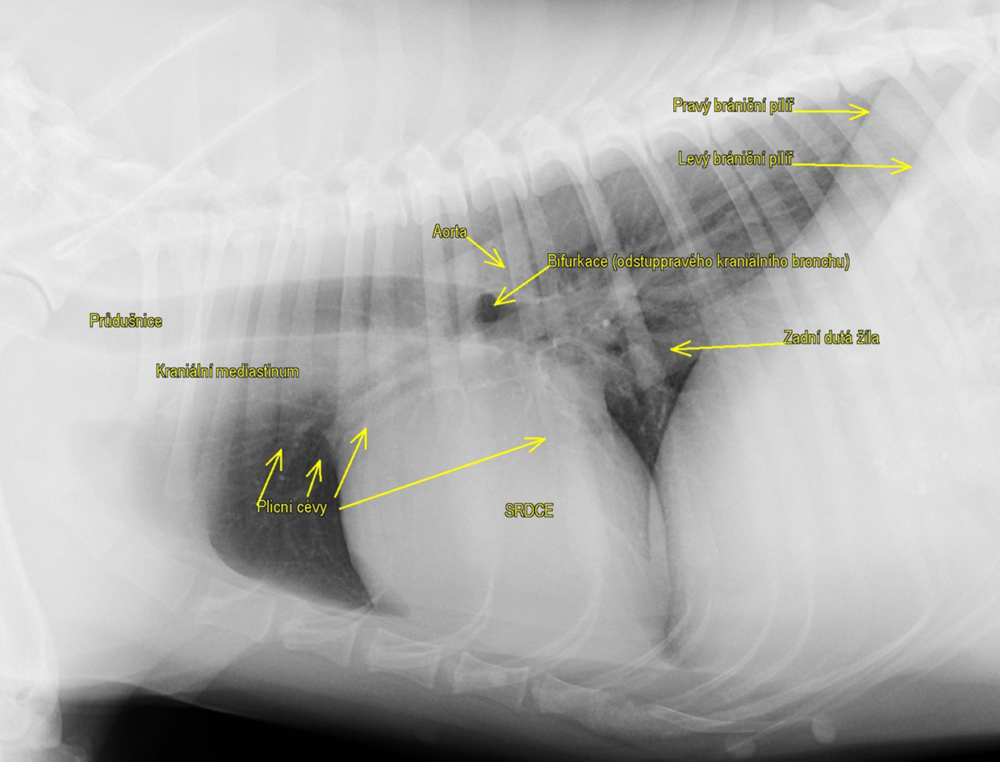 Pravý brániční pilíř
Levý brániční pilíř
Aorta
Bifurkace (odstuppravého kraniálního bronchu)
Průdušnice
Zadní dutá žíla
Kraniální mediastinum
Plicní cévy
SRDCE